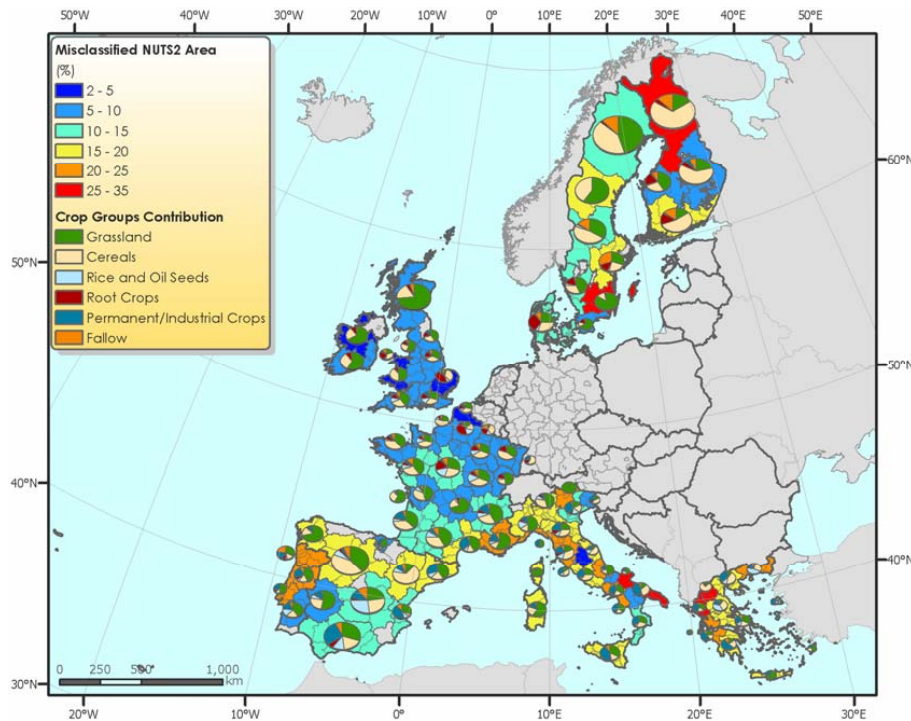 50°W 40°W 30°W 20°W 10°W 0° 10°E 20°E 30°E 40°E 50°E
Misclassified NUTS2 Area
(%)
2 - 5
5 - 10
10 - 15
15 - 20
20 - 25
25 - 35
Crop Groups Contribution
Grassland
Cereals
Rice and Oil Seeds
Root Crops
Permanent/Industrial Crops
Fallow
60°N
50°N
50°N
40°N
40°N
0 250 500 1,000
km
30°N
20°W 10°W 0° 10°E 20°E 30°E